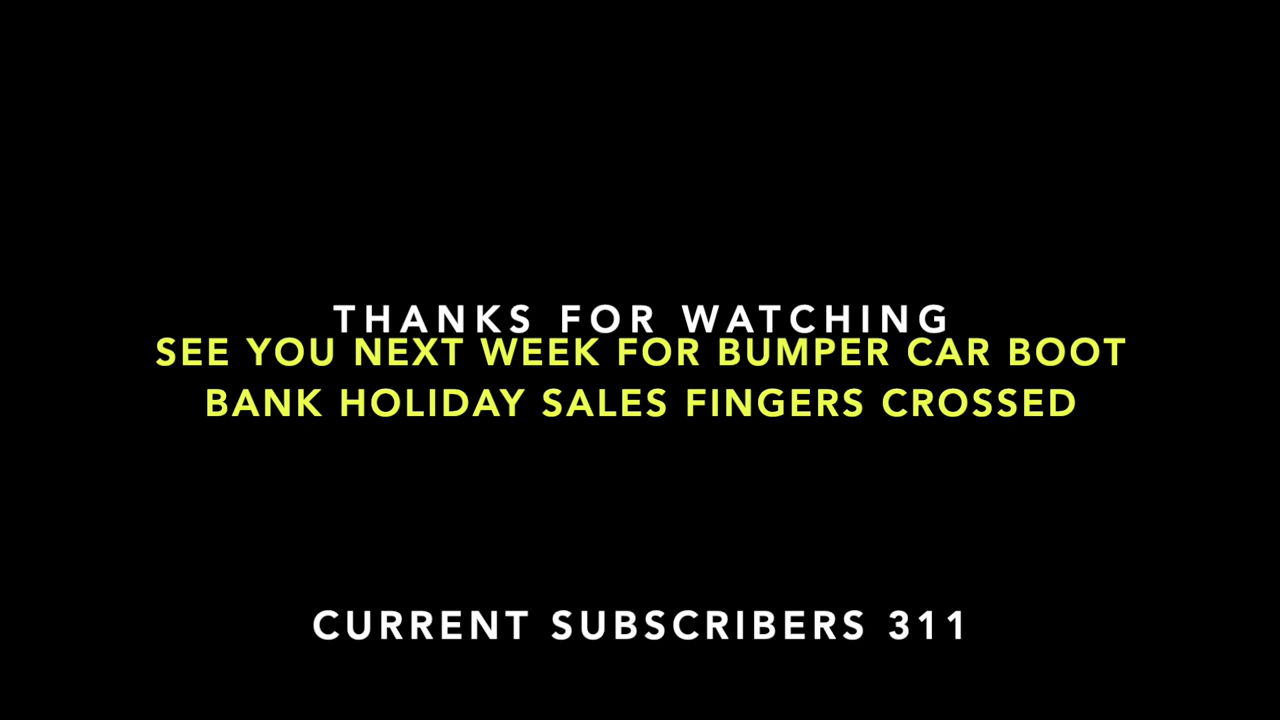 THANKS FOR WATCHING
SEE YOU NEXT WEEK FOR BUMPER CAR BOOT
BANK HOLIDAY SALES FINGERS CROSSED
CURRENT SUBSCRIBERS 311